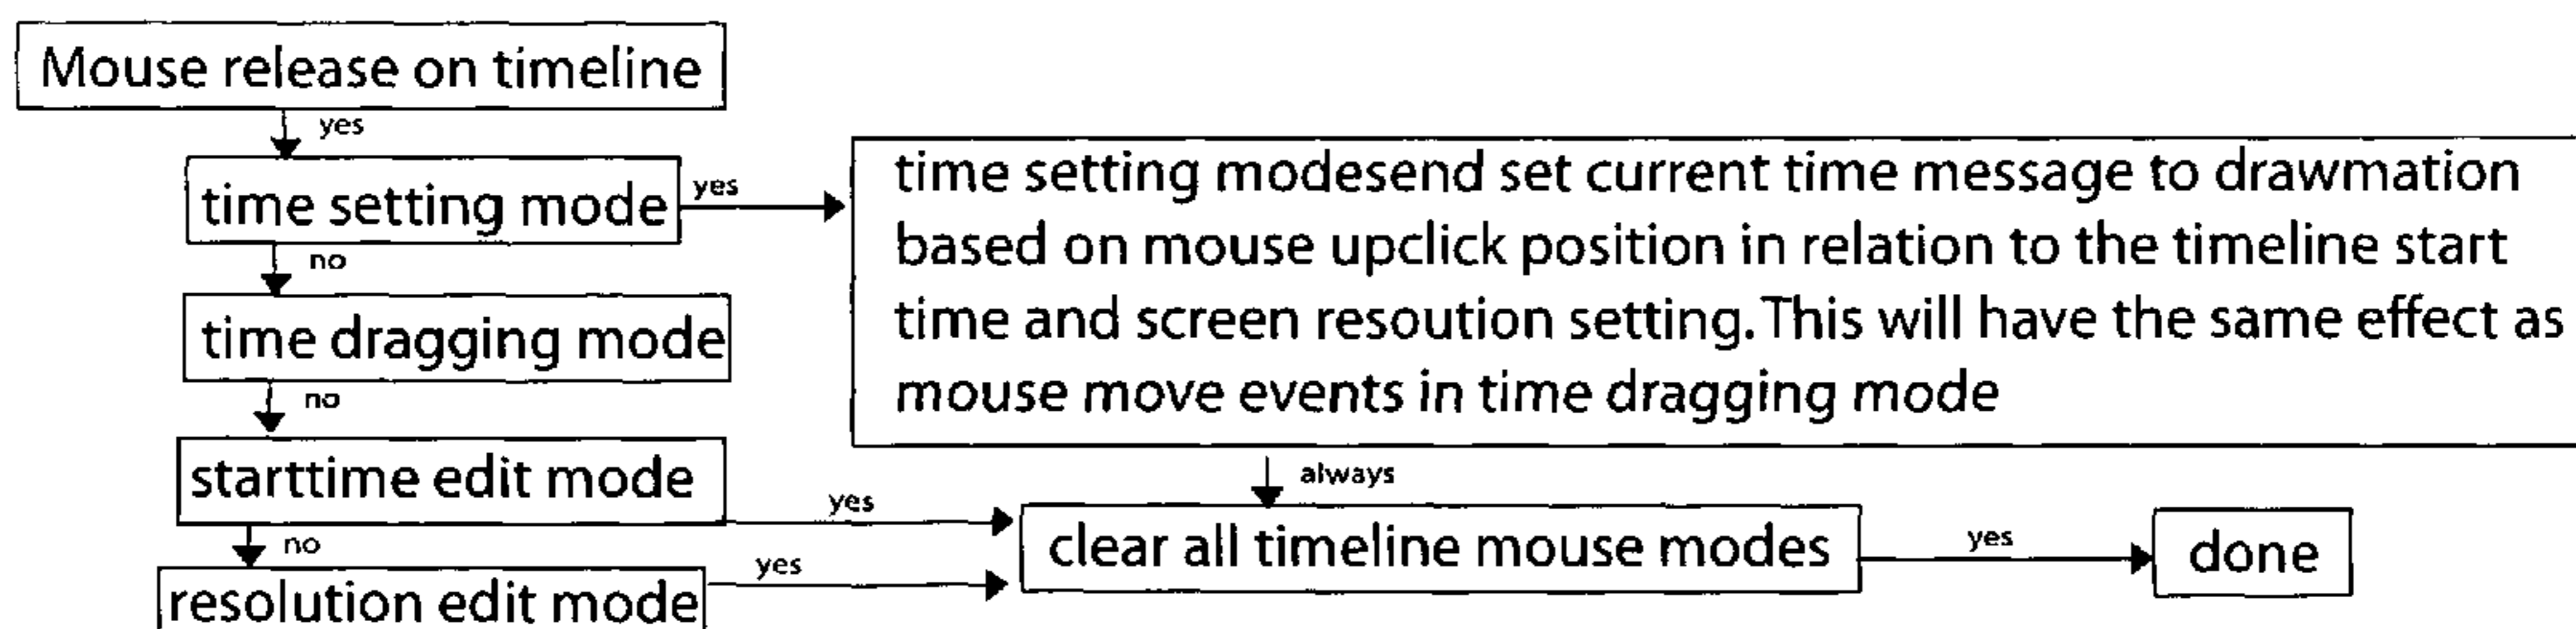 Mouse release on timeline
yes
time setting mode
yes
time setting modesend set current time message to drawmation
based on mouse upclick position in relation to the timeline start
time and screen resoution setting. This will have the same effect as
mouse move events in time dragging mode
no
time dragging mode
no
starttime edit mode
yes
always
clear all timeline mouse modes
yes
done
no
resolution edit mode
yes